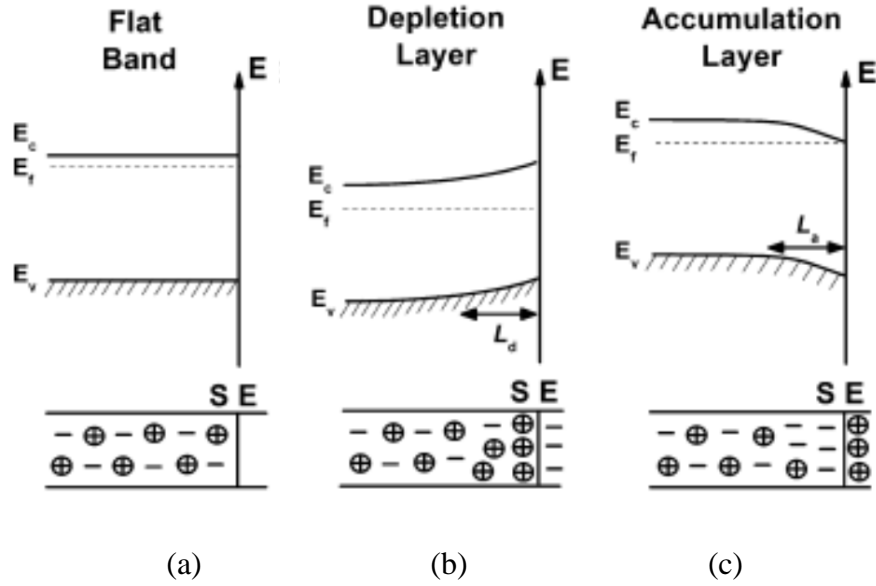 Flat
Band
E
E_c
E_f
E_v
S E
(a)
Depletion
Layer
E
E_c
E_f
E_v
L_d
S E
(b)
Accumulation
Layer
E
E_c
E_f
L_a
E_v
S E
(c)